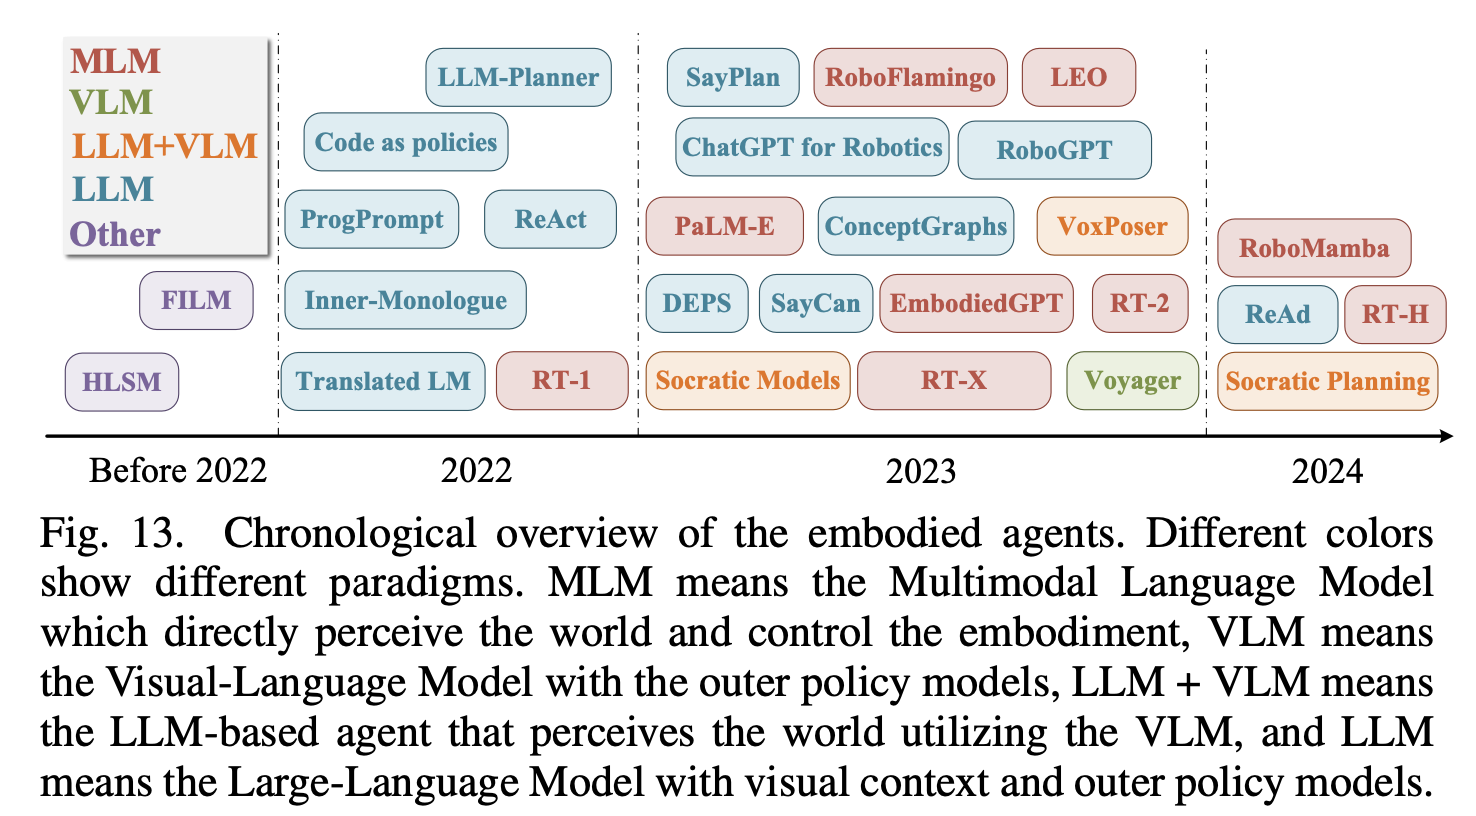 MLM
VLM
LLM+VLM
LLM
Other
FILM
HLSM
LLM-Planner
Code as policies
ProgPrompt
ReAct
Inner-Monologue
Translated LM
RT-1
SayPlan
RoboFlamingo
LEO
ChatGPT for Robotics
RoboGPT
PaLM-E
ConceptGraphs
VoxPoser
DEPS
SayCan
EmbodiedGPT
RT-2
Socratic Models
RT-X
Voyager
RoboMamba
ReAd
RT-H
Socratic Planning
Before 2022
2022
2023
2024
Fig. 13. Chronological overview of the embodied agents. Different colors
show different paradigms. MLM means the Multimodal Language Model
which directly perceive the world and control the embodiment, VLM means
the Visual-Language Model with the outer policy models, LLM + VLM means
the LLM-based agent that perceives the world utilizing the VLM, and LLM
means the Large-Language Model with visual context and outer policy models.